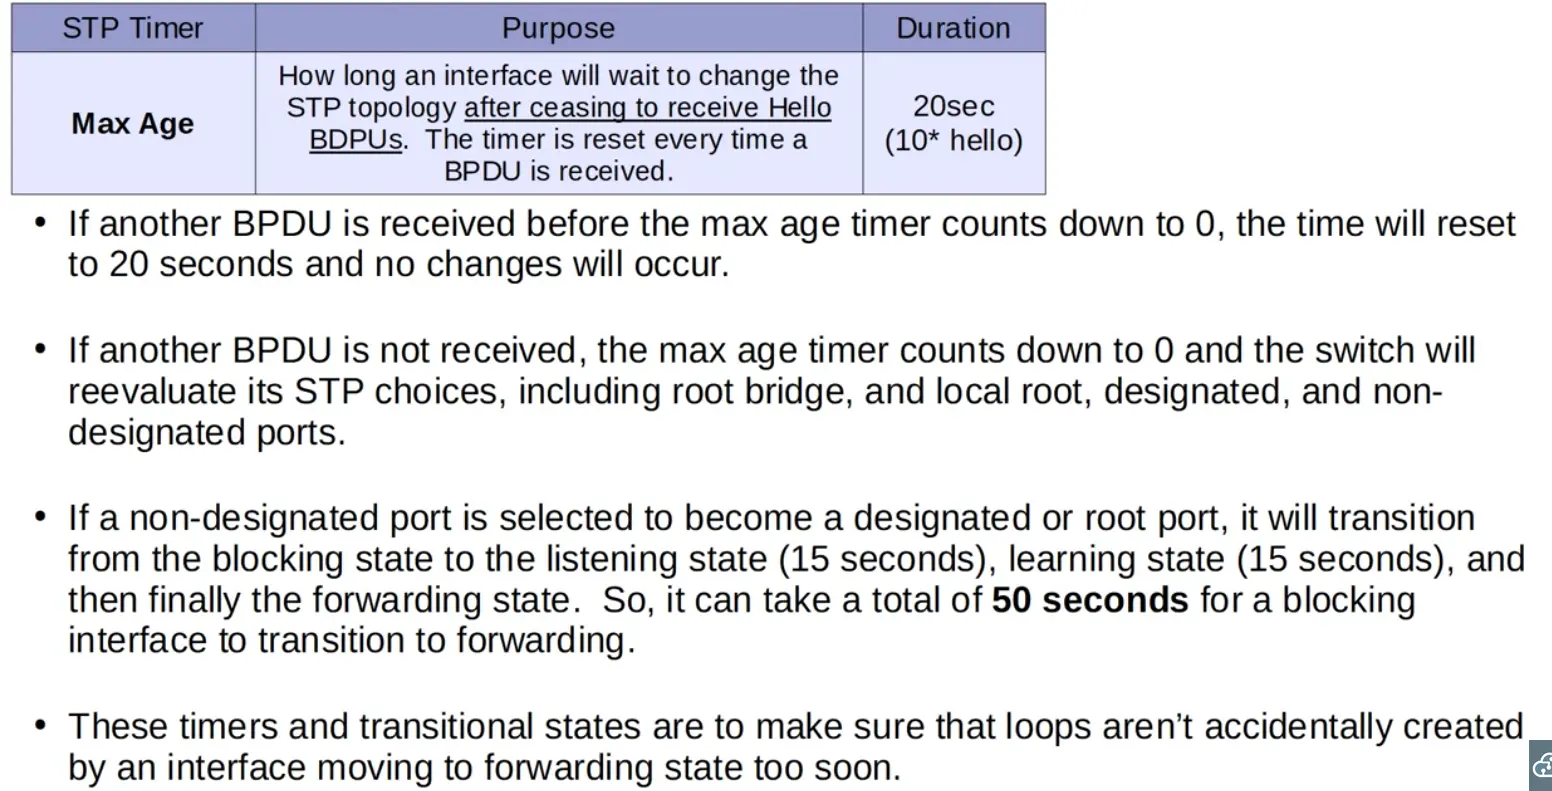 STP Timer Purpose Duration
Max Age
How long an interface will wait to change the
STP topology after ceasing to receive Hello
BDPUs. The timer is reset every time a
BPDU is received.
20sec
(10* hello)
• If another BPDU is received before the max age timer counts down to 0, the time will reset
to 20 seconds and no changes will occur.
• If another BPDU is not received, the max age timer counts down to 0 and the switch will
reevaluate its STP choices, including root bridge, and local root, designated, and non-
designated ports.
• If a non-designated port is selected to become a designated or root port, it will transition
from the blocking state to the listening state (15 seconds), learning state (15 seconds), and
then finally the forwarding state. So, it can take a total of 50 seconds for a blocking
interface to transition to forwarding.
• These timers and transitional states are to make sure that loops aren’t accidentally created
by an interface moving to forwarding state too soon.